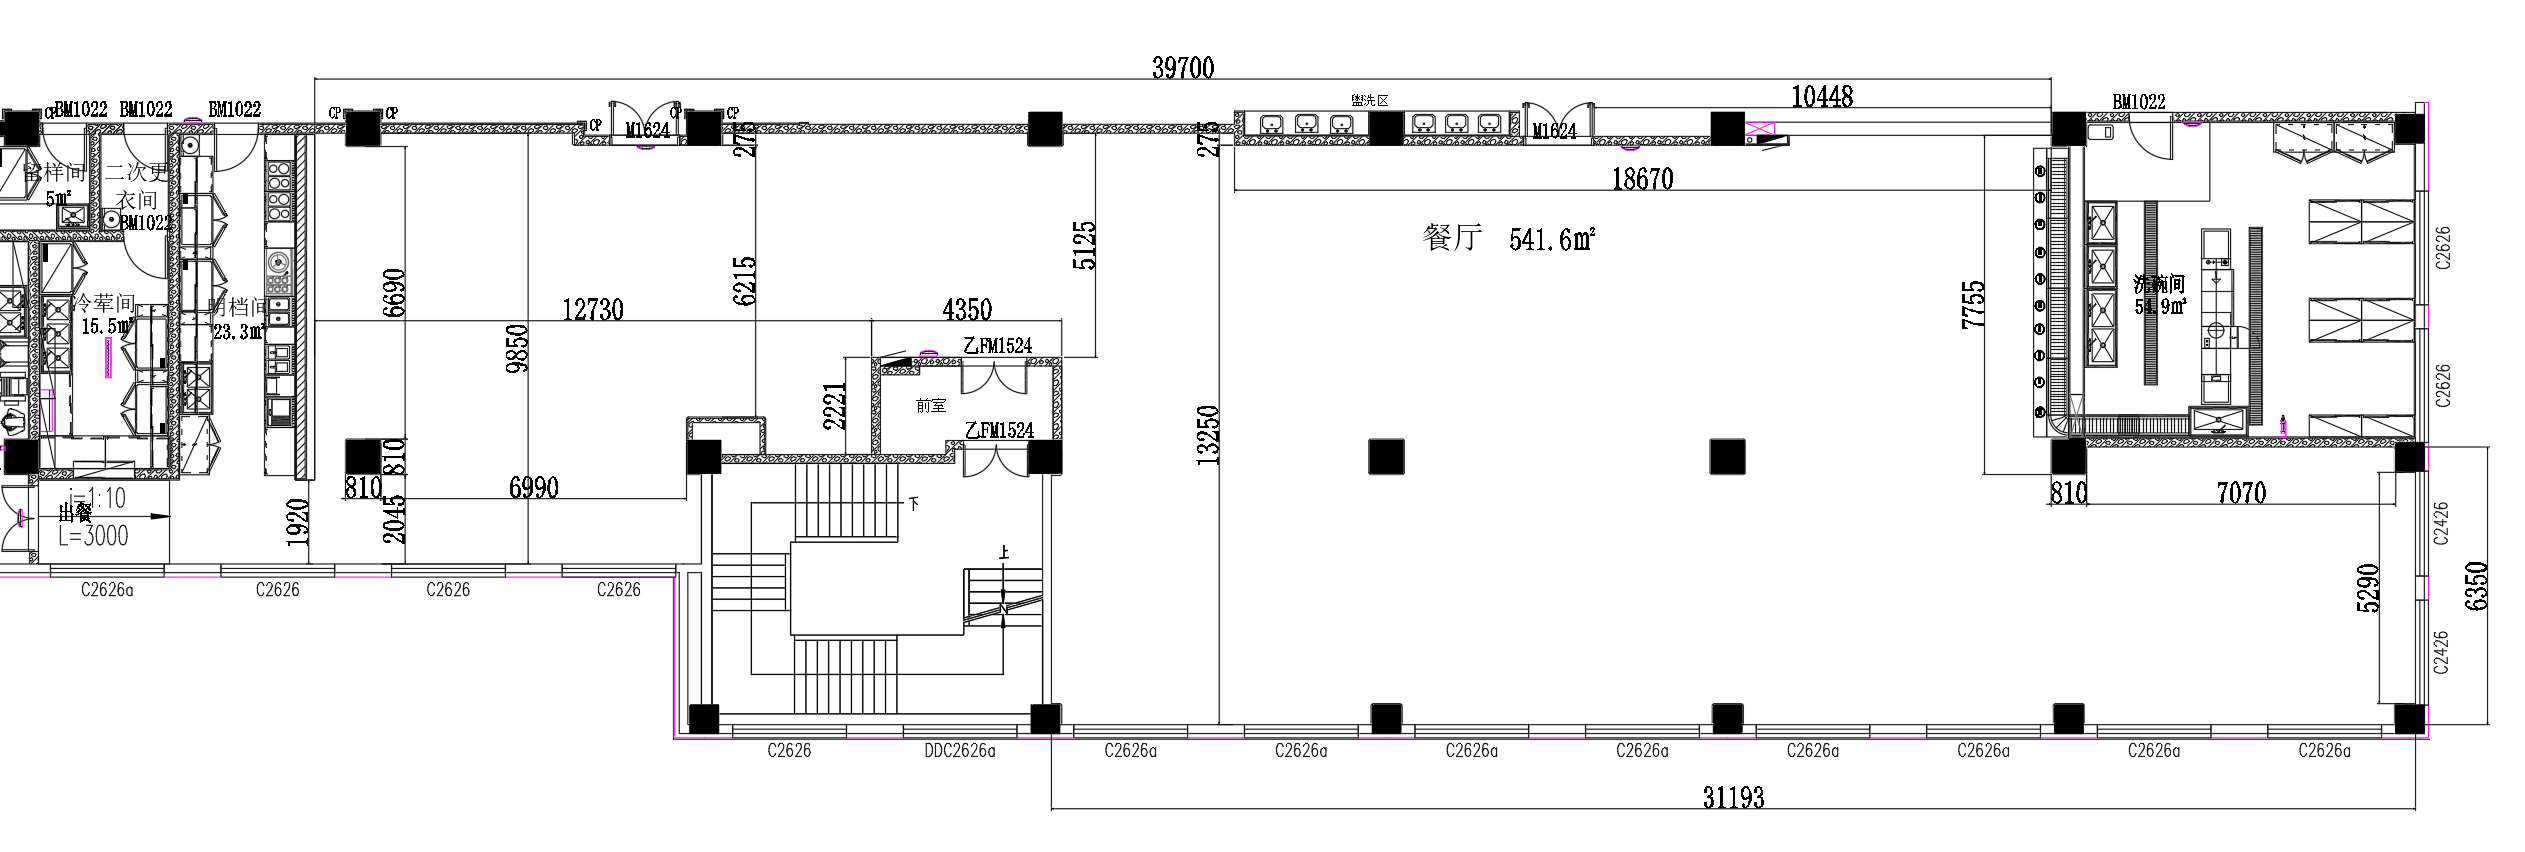 39700
10448
盥洗区
BM1022
CP
BM1022
BM1022
BM1022
CP
CP
CP
M1624
CP
CP
275
275
M1624
18670
留样间
5㎡
二次更
衣间
BM1022
餐厅 541.6㎡
5125
6690
6215
7755
C2626
冷荤间
15.5㎡
明档间
23.3㎡
12730
4350
9850
洗碗间
54.9㎡
乙FM1524
2221
前室
乙FM1524
13250
C2626
810
810
6990
2045
1920
i=1:10
出餐
L=3000
下
上
810
7070
C2426
5290
6350
C2426
C2626a
C2626
C2626
C2626
C2626
DDC2626a
C2626a
C2626a
C2626a
C2626a
C2626a
C2626a
C2626a
C2626a
31193